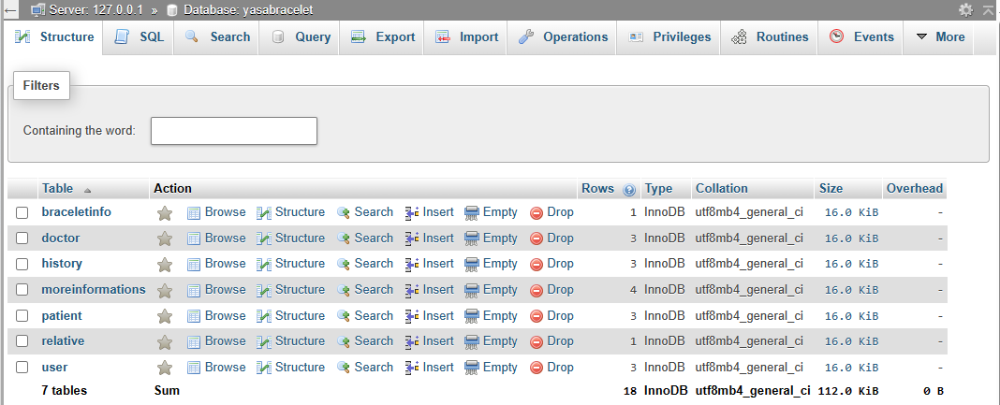 Server: 127.0.0.1 » Database: yasabracelet
Structure SQL Search Query Export Import Operations Privileges Routines Events More
Filters
Containing the word:
Table Action Rows Type Collation Size Overhead
braceletinfo Browse Structure Search Insert Empty Drop 1 InnoDB utf8mb4_general_ci 16.0 KiB -
doctor Browse Structure Search Insert Empty Drop 3 InnoDB utf8mb4_general_ci 16.0 KiB -
history Browse Structure Search Insert Empty Drop 3 InnoDB utf8mb4_general_ci 16.0 KiB -
moreinformations Browse Structure Search Insert Empty Drop 4 InnoDB utf8mb4_general_ci 16.0 KiB -
patient Browse Structure Search Insert Empty Drop 3 InnoDB utf8mb4_general_ci 16.0 KiB -
relative Browse Structure Search Insert Empty Drop 1 InnoDB utf8mb4_general_ci 16.0 KiB -
user Browse Structure Search Insert Empty Drop 3 InnoDB utf8mb4_general_ci 16.0 KiB -
7 tables Sum 18 InnoDB utf8mb4_general_ci 112.0 KiB 0 B